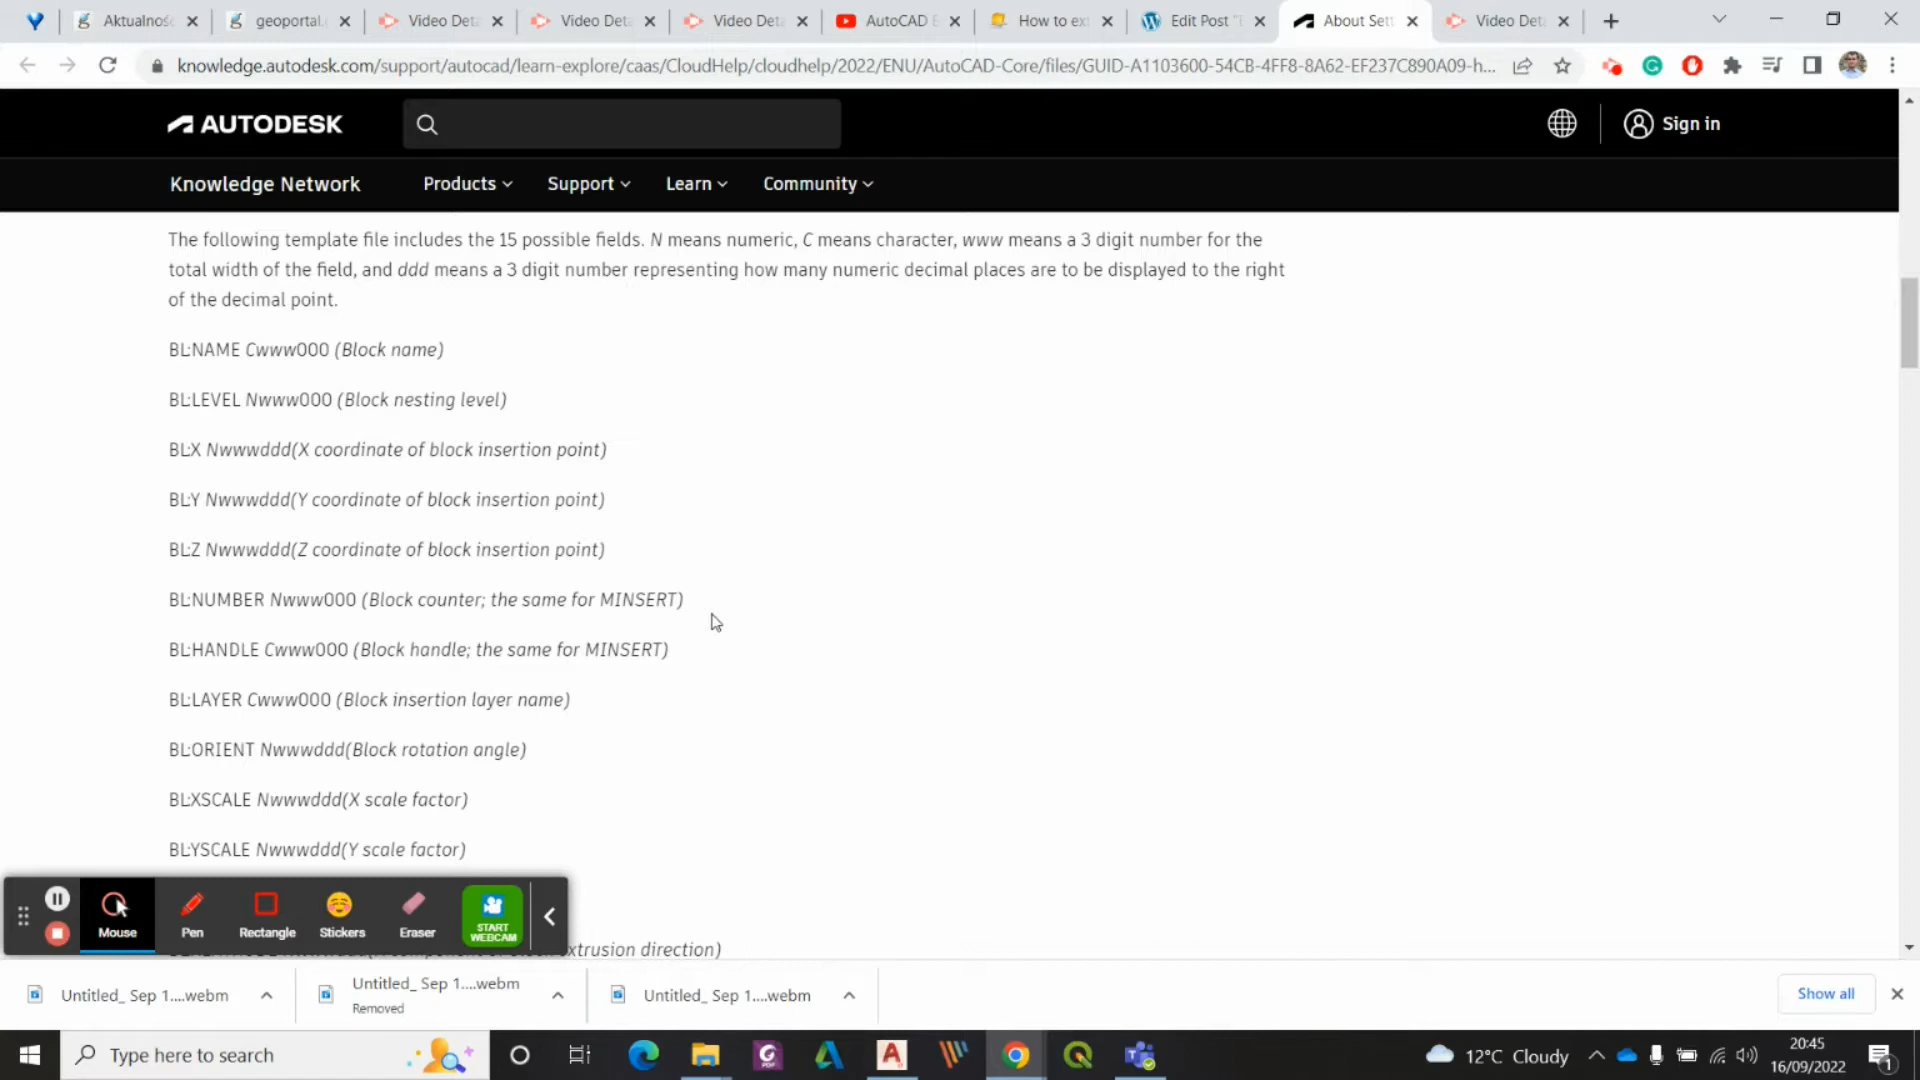 Aktualnośc
geoportal.
Video Deta
Video Deta
Video Deta
AutoCAD E
How to ex
Edit Post "E
About Sett
Video Deta
knowledge.autodesk.com/support/autocad/learn-explore/caas/CloudHelp/cloudhelp/2022/ENU/AutoCAD-Core/files/GUID-A1103600-54CB-4FF8-8A62-EF237C890A09-h...
AUTODESK
Sign in
Knowledge Network
Products
Support
Learn
Community
The following template file includes the 15 possible fields. N means numeric, C means character, www means a 3 digit number for the
total width of the field, and ddd means a 3 digit number representing how many numeric decimal places are to be displayed to the right
of the decimal point.
BL:NAME Cwww000 (Block name)
BL:LEVEL Nwww000 (Block nesting level)
BL:X Nwwwddd(X coordinate of block insertion point)
BL:Y Nwwwddd(Y coordinate of block insertion point)
BL:Z Nwwwddd(Z coordinate of block insertion point)
BL:NUMBER Nwww000 (Block counter; the same for MINSERT)
BL:HANDLE Cwww000 (Block handle; the same for MINSERT)
BL:LAYER Cwww000 (Block insertion layer name)
BL:ORIENT Nwwwddd(Block rotation angle)
BL:XSCALE Nwwwddd(X scale factor)
BL:YSCALE Nwwwddd(Y scale factor)
extrusion direction)
Mouse
Pen
Rectangle
Stickers
Eraser
START
WEBCAM
Untitled_ Sep 1....webm
Untitled_ Sep 1....webm
Removed
Untitled_ Sep 1....webm
Show all
Type here to search
12°C Cloudy
20:45
16/09/2022
1